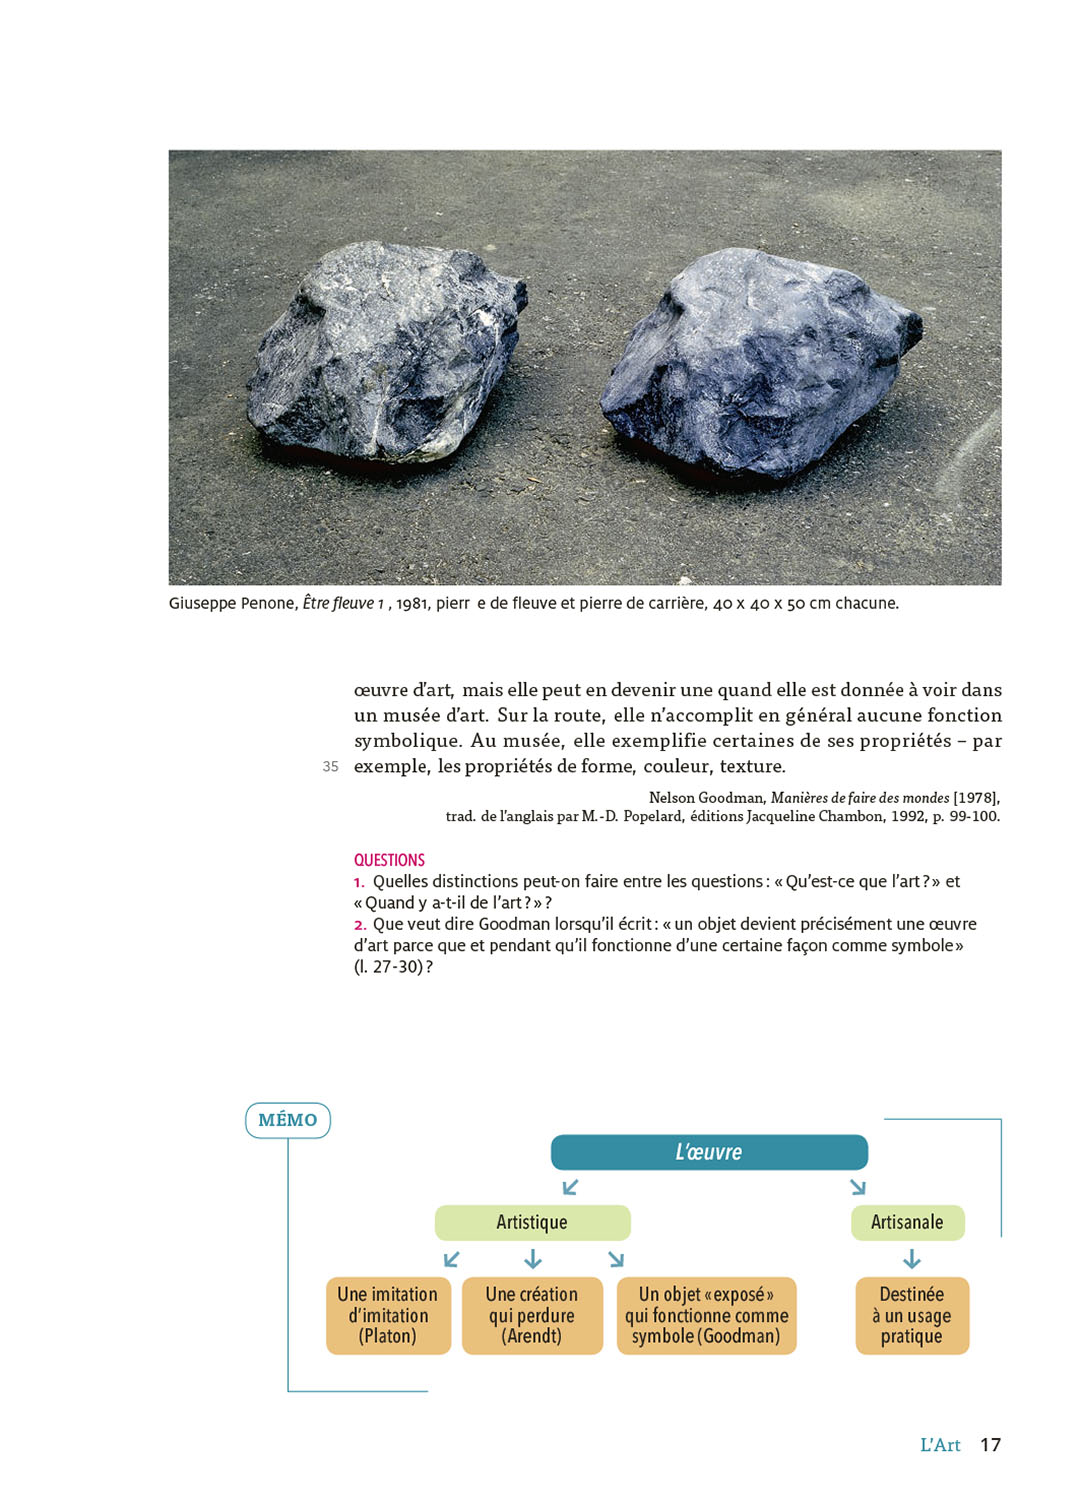 Giuseppe Penone, Être fleuve 1 , 1981, pierr e de fleuve et pierre de carrière, 40 x 40 x 50 cm chacune.
œuvre d’art, mais elle peut en devenir une quand elle est donnée à voir dans
un musée d’art. Sur la route, elle n’accomplit en général aucune fonction
symbolique. Au musée, elle exemplifie certaines de ses propriétés – par
35 exemple, les propriétés de forme, couleur, texture.
Nelson Goodman, Manières de faire des mondes [1978],
trad. de l’anglais par M.-D. Popelard, éditions Jacqueline Chambon, 1992, p. 99-100.
QUESTIONS
1. Quelles distinctions peut-on faire entre les questions : « Qu’est-ce que l’art ? » et
« Quand y a-t-il de l’art ? » ?
2. Que veut dire Goodman lorsqu’il écrit : « un objet devient précisément une œuvre
d’art parce que et pendant qu’il fonctionne d’une certaine façon comme symbole »
(l. 27-30) ?
MÉMO
L’œuvre
Artistique
Artisanale
Une imitation
d’imitation
(Platon)
Une création
qui perdure
(Arendt)
Un objet « exposé »
qui fonctionne comme
symbole (Goodman)
Destinée
à un usage
pratique
L’Art 17